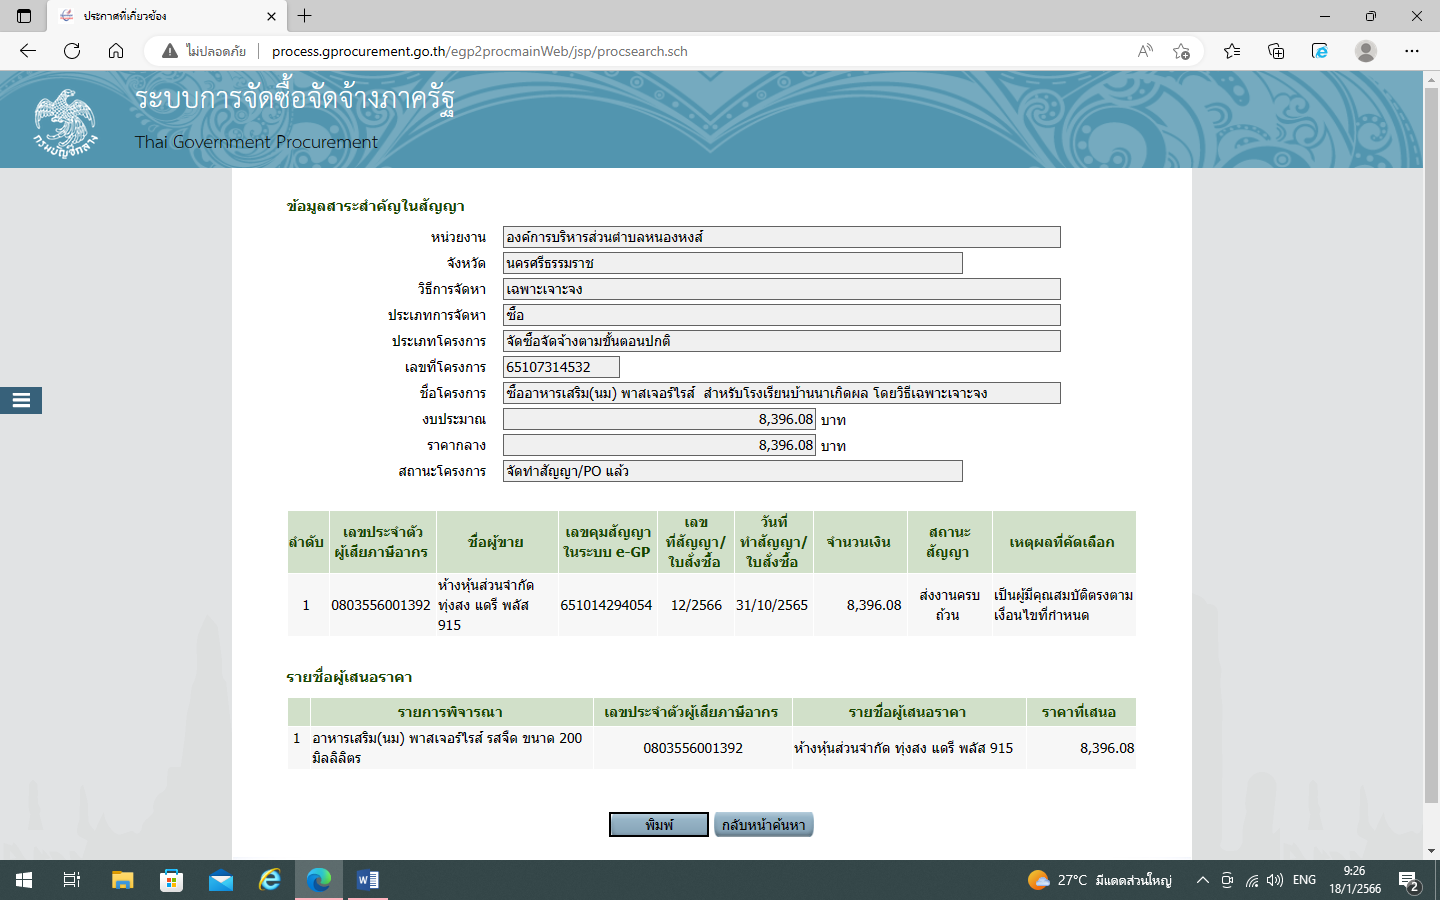 ประกาศที่เกี่ยวข้อง
ไม่ปลอดภัย
process.gprocurement.go.th/egp2procmainWeb/jsp/procsearch.sch
ระบบการจัดซื้อจัดจ้างภาครัฐ
Thai Government Procurement
กรมบัญชีกลาง
ข้อมูลสาระสำคัญในสัญญา
หน่วยงาน องค์การบริหารส่วนตำบลหนองหงส์
จังหวัด นครศรีธรรมราช
วิธีการจัดหา เฉพาะเจาะจง
ประเภทการจัดหา ซื้อ
ประเภทโครงการ จัดซื้อจัดจ้างตามขั้นตอนปกติ
เลขที่โครงการ 65107314532
ชื่อโครงการ ซื้ออาหารเสริม(นม) พาสเจอร์ไรส์ สำหรับโรงเรียนบ้านนาเกิดผล โดยวิธีเฉพาะเจาะจง
งบประมาณ 8,396.08 บาท
ราคากลาง 8,396.08 บาท
สถานะโครงการ จัดทำสัญญา/PO แล้ว
ลำดับ เลขประจำตัวผู้เสียภาษีอากร ชื่อผู้ขาย เลขคุมสัญญาในระบบ e-GP เลขที่สัญญา/ใบสั่งซื้อ วันที่ทำสัญญา/ใบสั่งซื้อ จำนวนเงิน สถานะสัญญา เหตุผลที่คัดเลือก
1 0803556001392 ห้างหุ้นส่วนจำกัด ทุ่งสง แดรี่ พลัส 915 651014294054 12/2566 31/10/2565 8,396.08 ส่งงานครบถ้วน เป็นผู้มีคุณสมบัติตรงตามเงื่อนไขที่กำหนด
รายชื่อผู้เสนอราคา
รายการพิจารณา เลขประจำตัวผู้เสียภาษีอากร รายชื่อผู้เสนอราคา ราคาที่เสนอ
1 อาหารเสริม(นม) พาสเจอร์ไรส์ รสจืด ขนาด 200 มิลลิลิตร 0803556001392 ห้างหุ้นส่วนจำกัด ทุ่งสง แดรี่ พลัส 915 8,396.08
พิมพ์ กลับหน้าค้นหา
27°C มีแดดส่วนใหญ่ ENG 9:26
18/1/2566
2